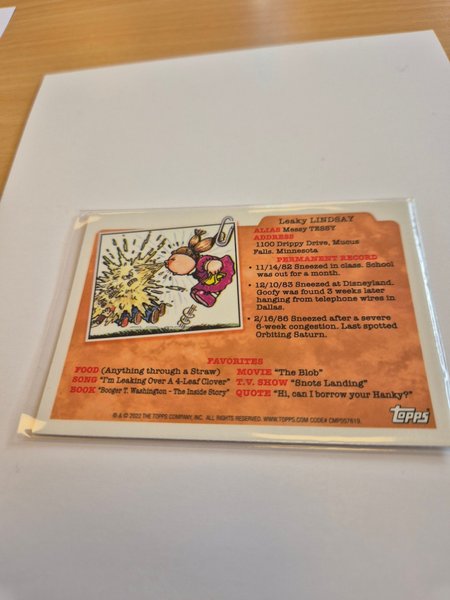 Leaky LINDSAY
ALIAS Messy TESSY
ADDRESS
1100 Drippy Drive, Mucus
Falls. Minnesota
PERMANENT RECORD
• 11/14/82 Sneezed in class. School
was out for a month.
• 12/10/83 Sneezed at Disneyland.
Goofy was found 3 weeks later
hanging from telephone wires in
Dallas.
• 2/16/86 Sneezed after a severe
6-week congestion. Last spotted
Orbiting Saturn.
FAVORITES
FOOD (Anything through a Straw)
SONG "I'm Leaking Over A 4-Leaf Clover"
BOOK "Booger T. Washington - The Inside Story"
MOVIE "The Blob"
T.V. SHOW "Snots Landing"
QUOTE "Hi, can I borrow your Hanky?"
® & © 2022 THE TOPPS COMPANY, INC. ALL RIGHTS RESERVED. WWW.TOPPS.COM CODE# CMP057619.
TOPPS